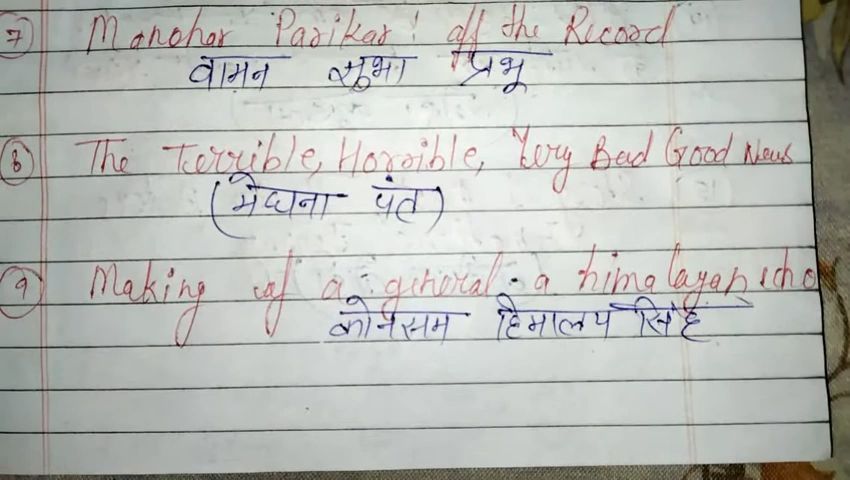 7 Manohar Parikar: off the Record
वामन सुभा प्रभू
8 The Terrible, Horrible, Very Bad Good News
(मेघना पंत)
9 Making of a general. a himalayan echo
कोनसम हिमालय सिंह